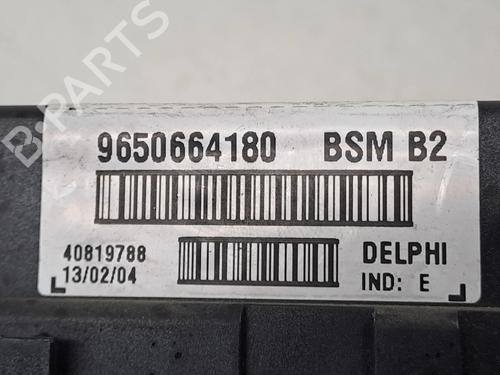 9650664180 BSM B2
40819788 DELPHI
13/02/04 IND: E
B-PARTS